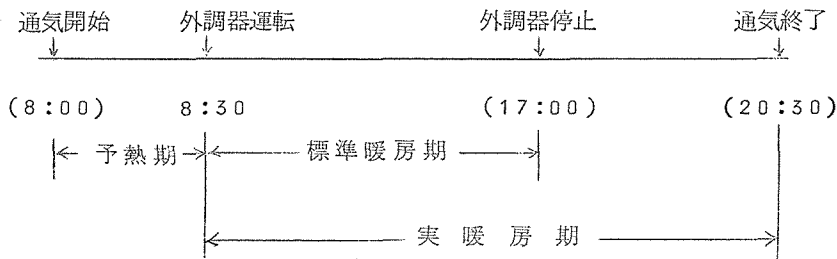 通気開始 外調器運転 外調器停止 通気終了
(8:00) 8:30 (17:00) (20:30)
予熱期 標準暖房期
実暖房期